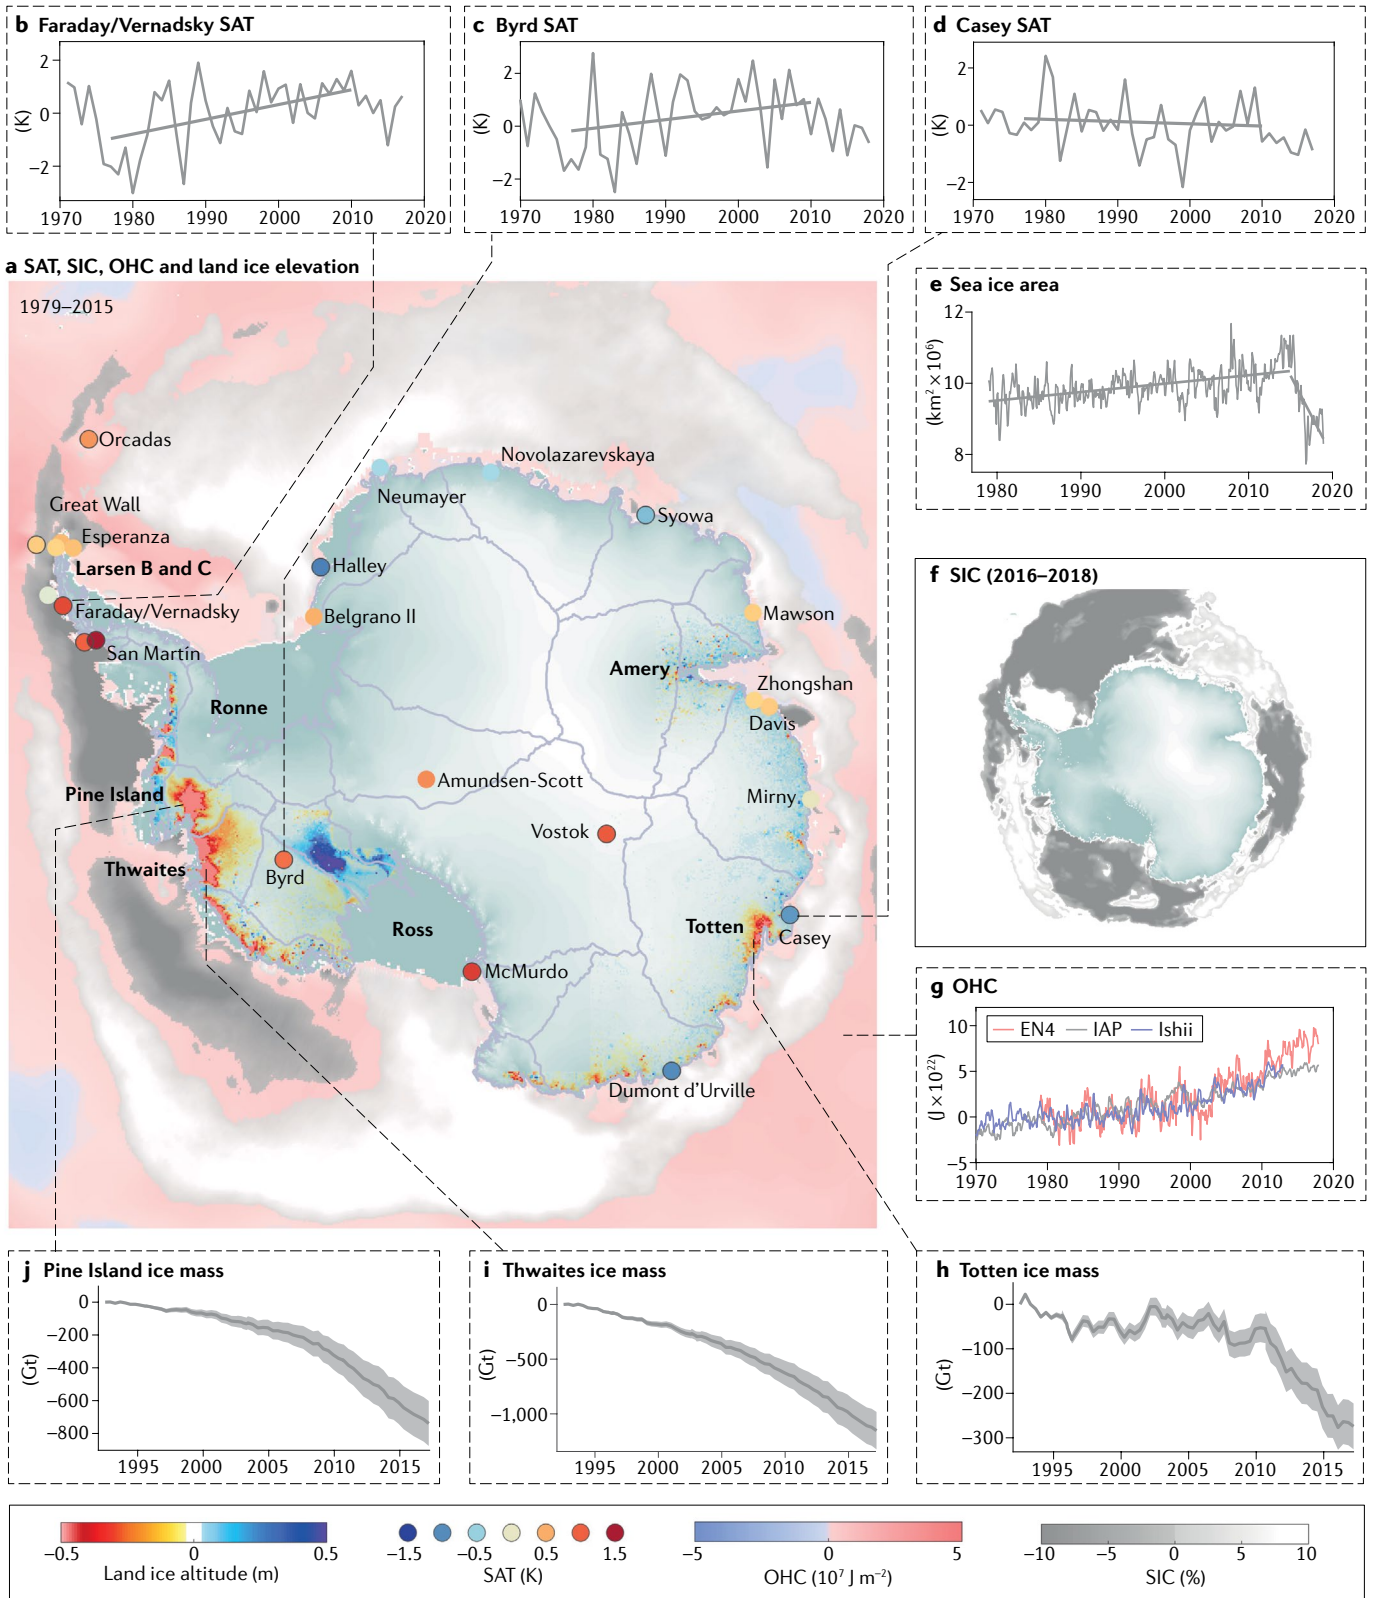 b Faraday/Vernadsky SAT
2
0
−2
(K)
1970 1980 1990 2000 2010 2020
c Byrd SAT
2
0
−2
(K)
1970 1980 1990 2000 2010 2020
d Casey SAT
2
0
−2
(K)
1970 1980 1990 2000 2010 2020
a SAT, SIC, OHC and land ice elevation
1979–2015
Orcadas
Great Wall
Esperanza
Larsen B and C
Faraday/Vernadsky
San Martin
Neumayer
Novolazarevskaya
Syowa
Halley
Belgrano II
Mawson
Amery
Zhongshan
Davis
Ronne
Amundsen-Scott
Mirny
Pine Island
Vostok
Thwaites
Byrd
Ross
Totten
Casey
McMurdo
Dumont d’Urville
e Sea ice area
12
10
8
(km² × 10⁶)
1980 1990 2000 2010 2020
f SIC (2016–2018)
g OHC
EN4 IAP Ishii
10
5
0
−5
(J × 10²²)
1970 1980 1990 2000 2010 2020
j Pine Island ice mass
0
−200
−400
−600
−800
(Gt)
1995 2000 2005 2010 2015
i Thwaites ice mass
0
−500
−1,000
(Gt)
1995 2000 2005 2010 2015
h Totten ice mass
0
−100
−200
−300
(Gt)
1995 2000 2005 2010 2015
−0.5 0 0.5
Land ice altitude (m)
−1.5 −0.5 0.5 1.5
SAT (K)
−5 0 5
OHC (10⁷ J m⁻²)
−10 −5 0 5 10
SIC (%)